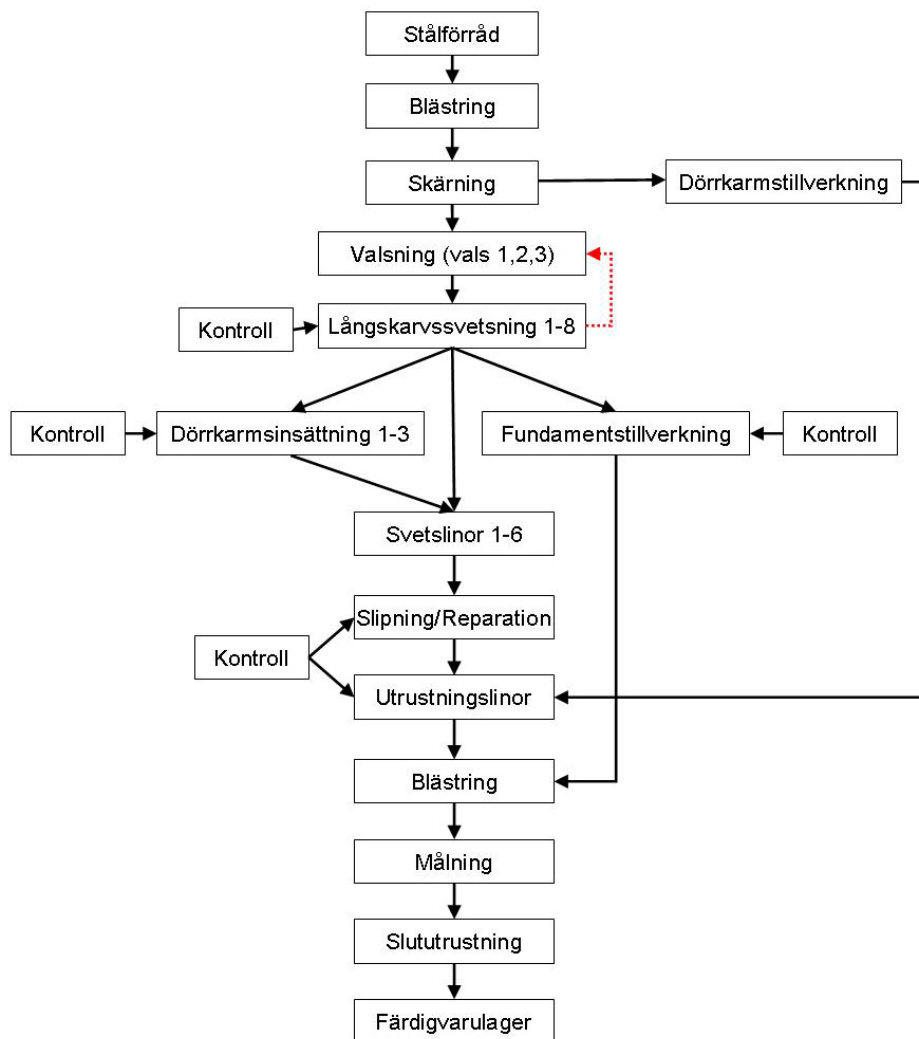 Stålförråd
Blästring
Skärning
Dörrkarmstillverkning
Valsning (vals 1,2,3)
Kontroll
Långskarvssvetsning 1-8
Kontroll
Dörrkarmsinsättning 1-3
Fundamentstillverkning
Kontroll
Svetslinor 1-6
Slipning/Reparation
Kontroll
Utrustningslinor
Blästring
Målning
Slututrustning
Färdigvarulager